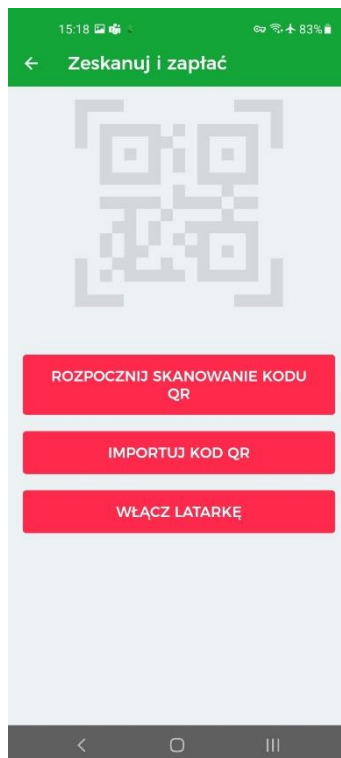 15:18 83%
Zeskanuj i zapłać
ROZPOCZNIJ SKANOWANIE KODU
QR
IMPORTUJ KOD QR
WŁĄCZ LATARKĘ